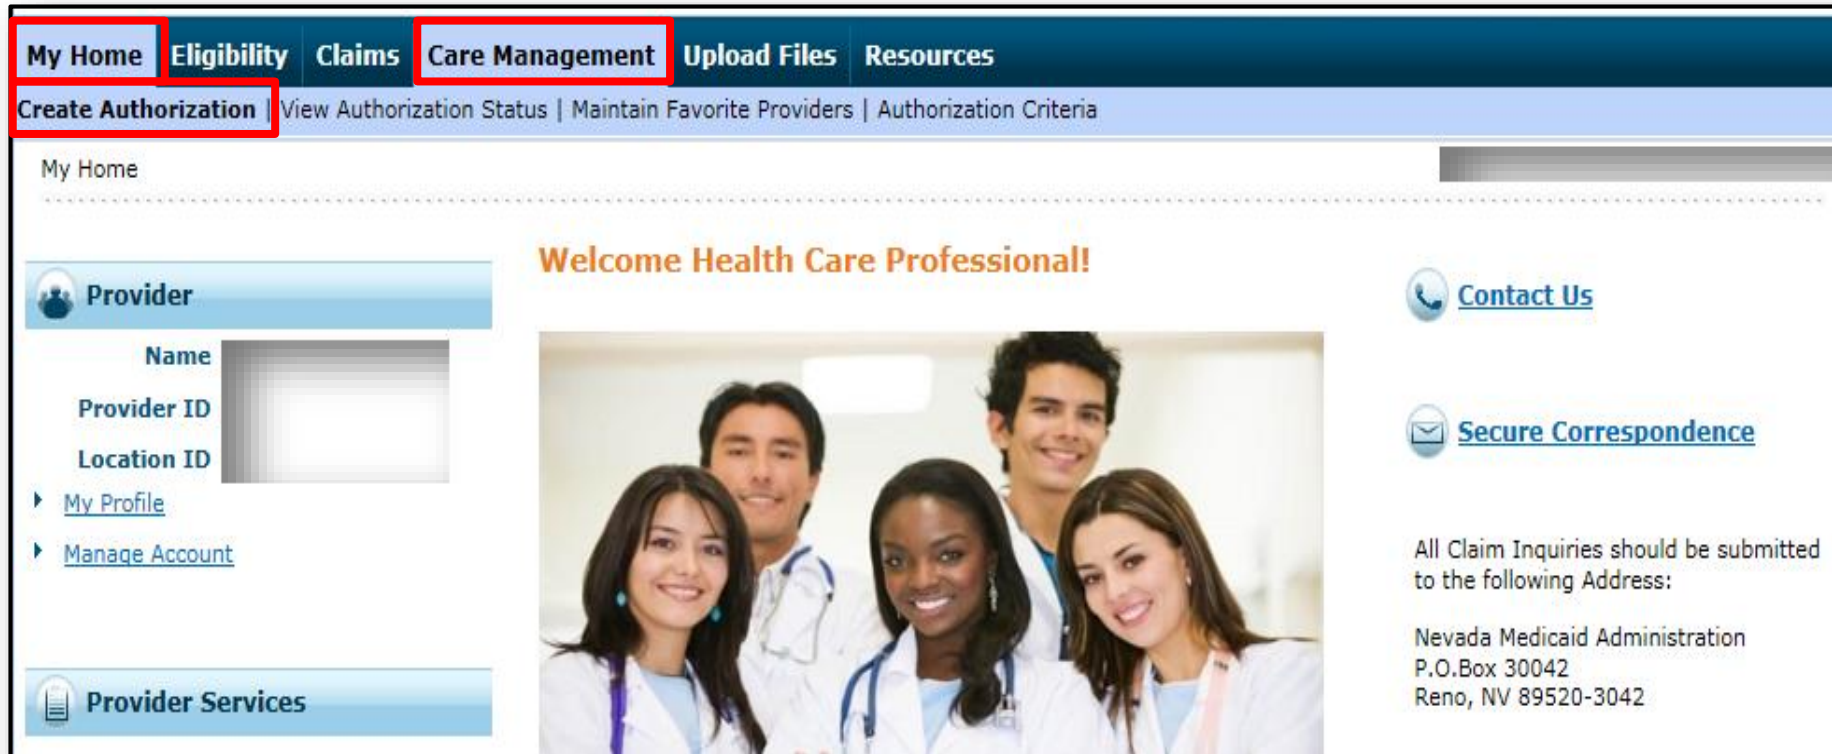 My Home Eligibility Claims Care Management Upload Files Resources
Create Authorization | View Authorization Status | Maintain Favorite Providers | Authorization Criteria
My Home
Provider
Name
Provider ID
Location ID
My Profile
Manage Account
Provider Services
Welcome Health Care Professional!
Contact Us
Secure Correspondence
All Claim Inquiries should be submitted
to the following Address:
Nevada Medicaid Administration
P.O.Box 30042
Reno, NV 89520-3042